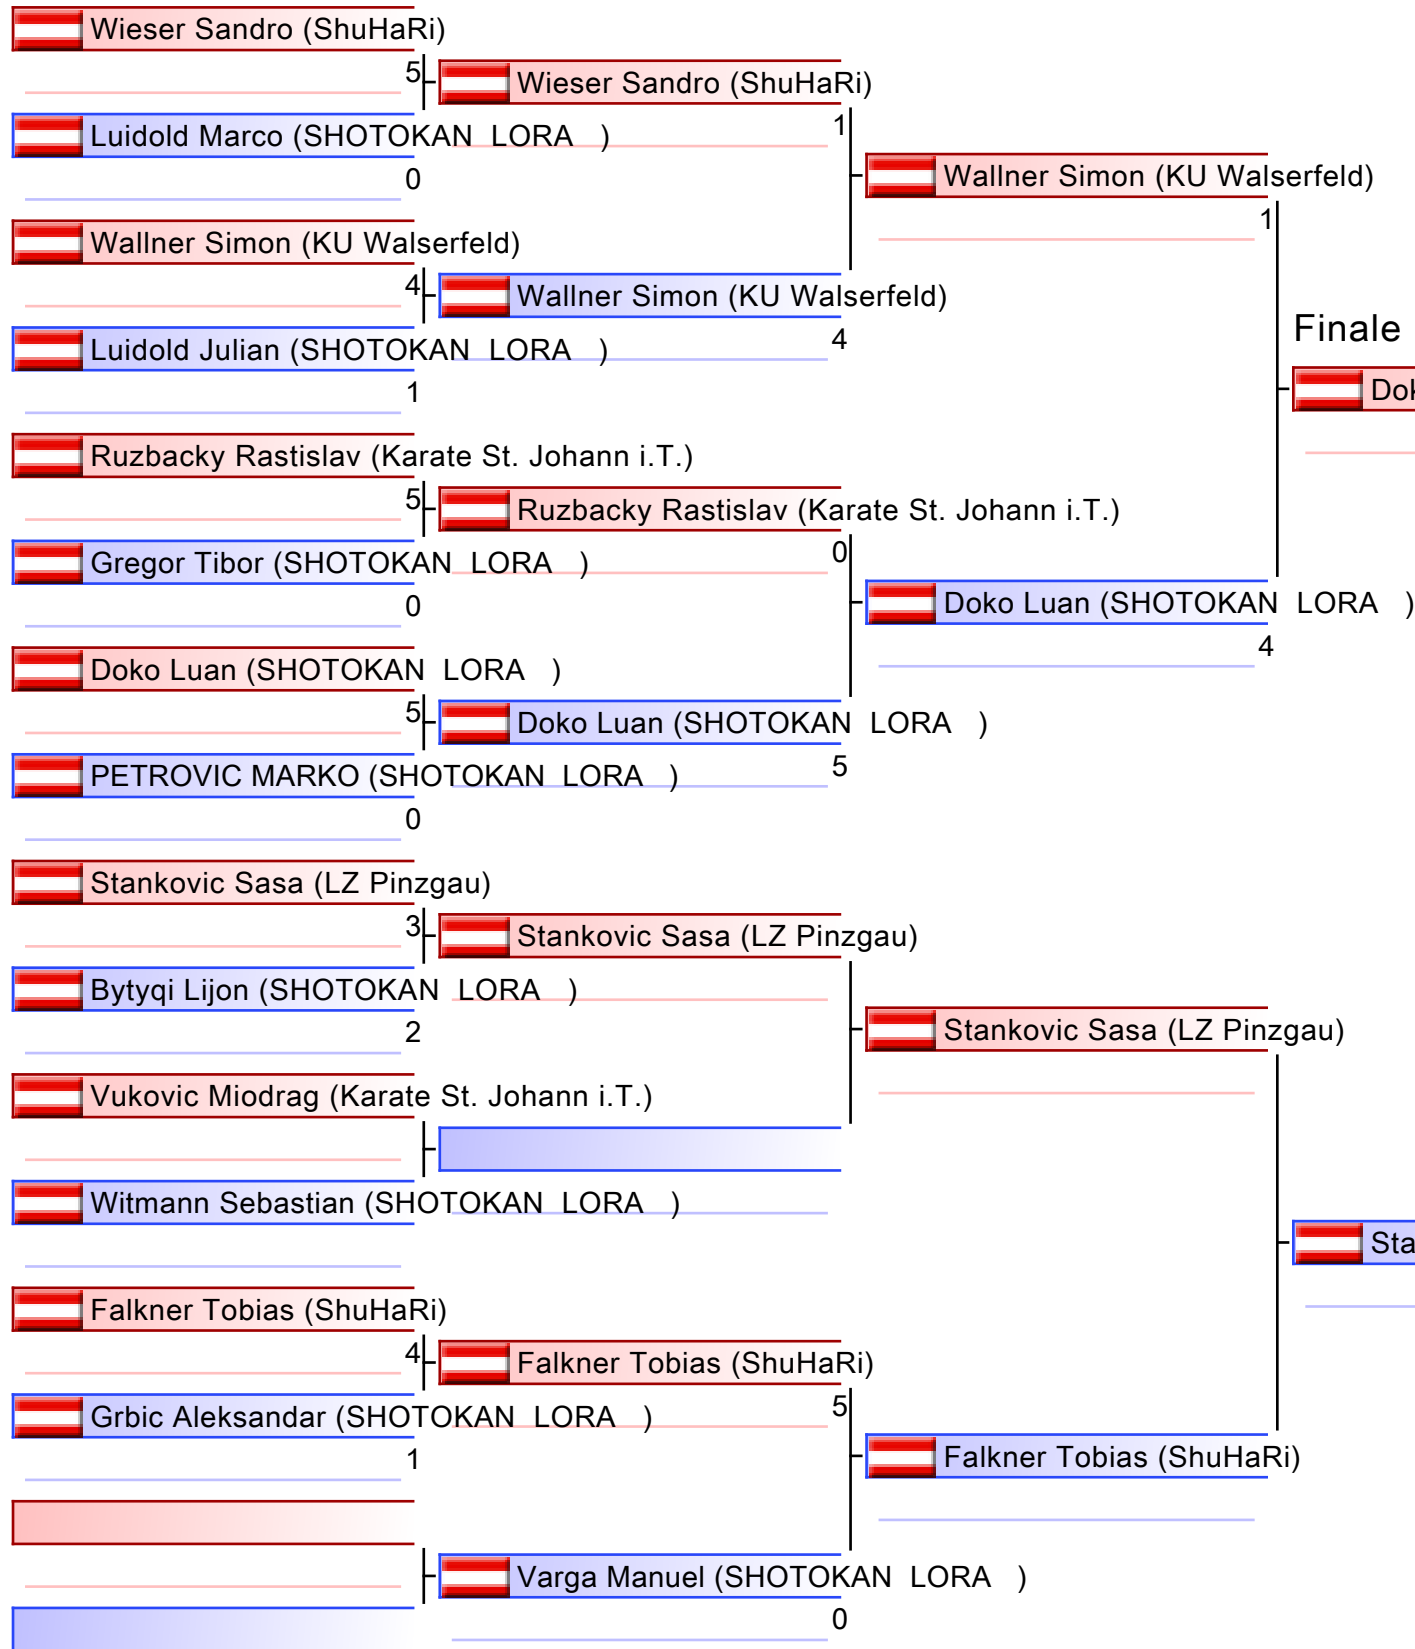 Wieser Sandro (ShuHaRi)
5
Wieser Sandro (ShuHaRi)
1
Luidold Marco (SHOTOKAN LORA )
0
Wallner Simon (KU Walserfeld)
1
Wallner Simon (KU Walserfeld)
4
Wallner Simon (KU Walserfeld)
4
Luidold Julian (SHOTOKAN LORA )
1
Finale
Dok
Ruzbacky Rastislav (Karate St. Johann i.T.)
5
Ruzbacky Rastislav (Karate St. Johann i.T.)
0
Gregor Tibor (SHOTOKAN LORA )
0
Doko Luan (SHOTOKAN LORA )
4
Doko Luan (SHOTOKAN LORA )
5
Doko Luan (SHOTOKAN LORA )
5
PETROVIC MARKO (SHOTOKAN LORA )
0
Stankovic Sasa (LZ Pinzgau)
3
Stankovic Sasa (LZ Pinzgau)
Bytyqi Lijon (SHOTOKAN LORA )
2
Stankovic Sasa (LZ Pinzgau)
Vukovic Miodrag (Karate St. Johann i.T.)
Witmann Sebastian (SHOTOKAN LORA )
Sta
Falkner Tobias (ShuHaRi)
4
Falkner Tobias (ShuHaRi)
5
Grbic Aleksandar (SHOTOKAN LORA )
1
Falkner Tobias (ShuHaRi)
Varga Manuel (SHOTOKAN LORA )
0